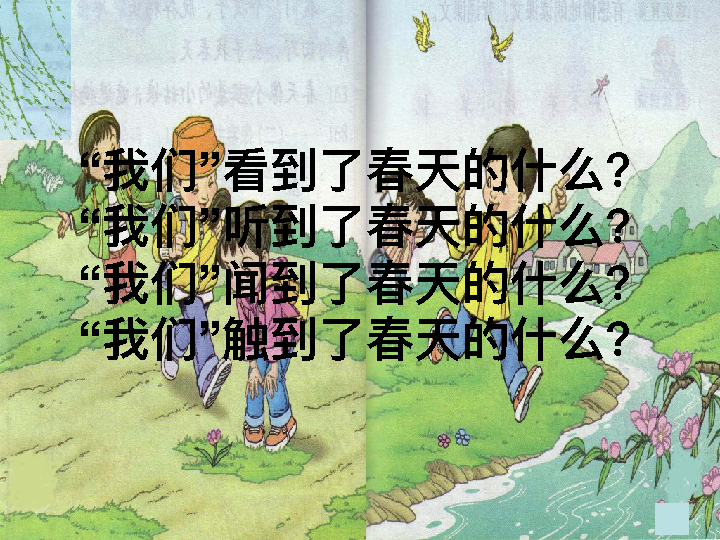 “我们”看到了春天的什么?
“我们”听到了春天的什么?
“我们”闻到了春天的什么?
“我们”触到了春天的什么?